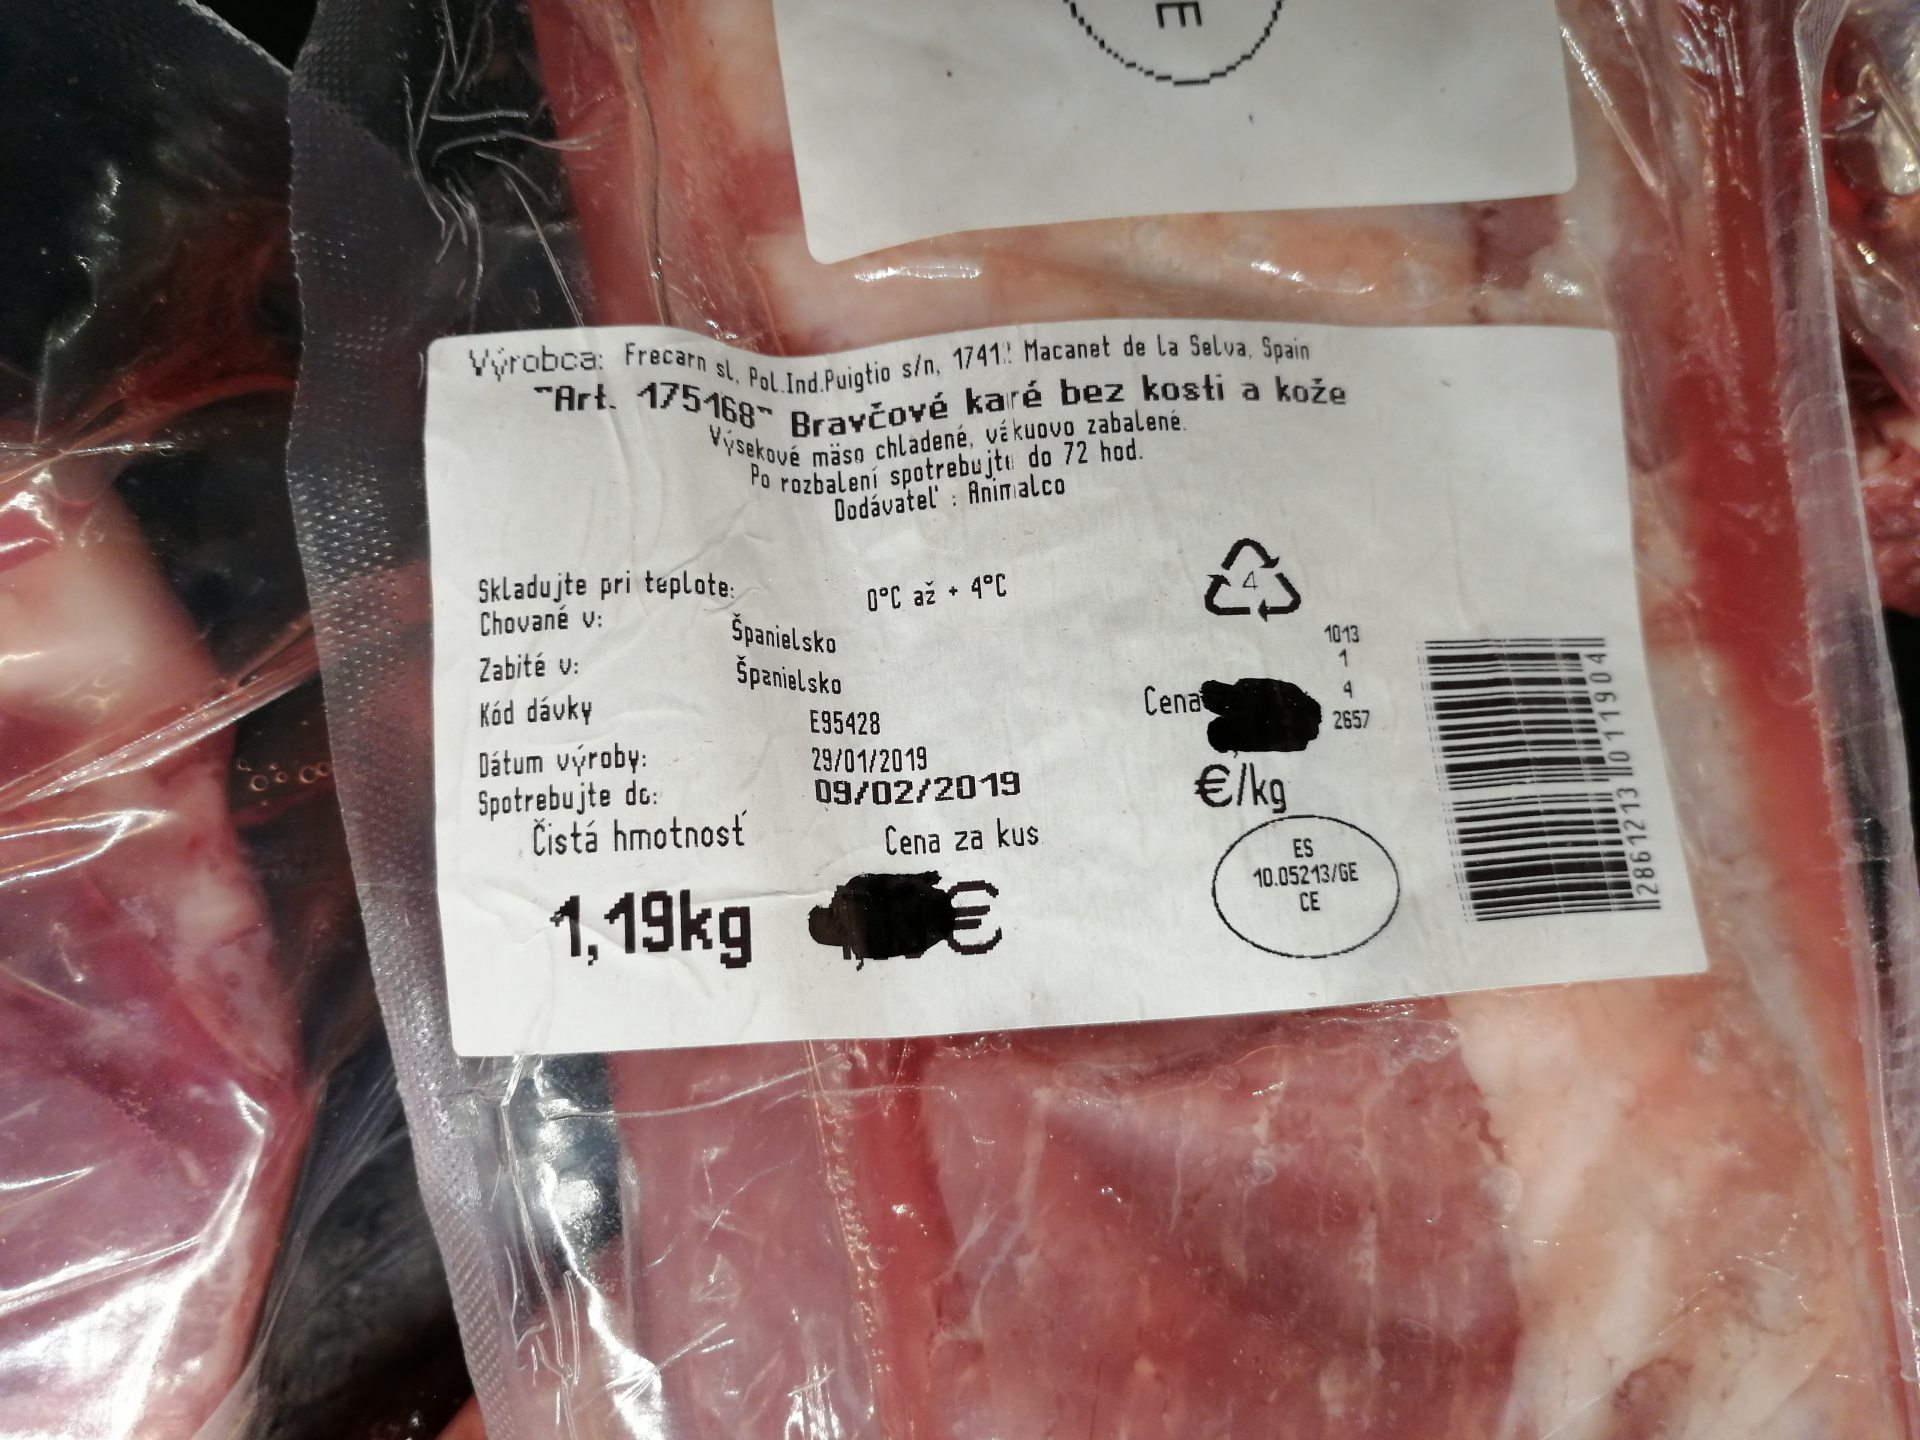 E
Výrobca: Frecarn sl, Pol.Ind.Puigtio s/n, 1741 Macanet de la Selva, Spain
"Art. 175168" Bravčové karé bez kosti a kože
Výsekové mäso chladené, vákuovo zabalené.
Po rozbalení spotrebujte do 72 hod.
Dodávateľ : Animalco
Skladujte pri teplote: 0°C až + 4°C
Chované v: Španielsko
Zabité v: Španielsko
Kód dávky E95428
Dátum výroby: 29/01/2019
Spotrebujte do: 09/02/2019
Čistá hmotnosť Cena za kus
1,19kg €
4
1013
1
4
2657
Cena
€/kg
ES
10.05213/GE
CE
2861213011904